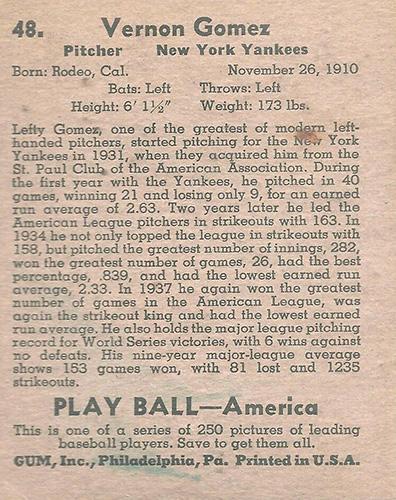 48. Vernon Gomez
Pitcher New York Yankees
Born: Rodeo, Cal. November 26, 1910
Bats: Left Throws: Left
Height: 6' 1½" Weight: 173 lbs.
Lefty Gomez, one of the greatest of modern left-
handed pitchers, started pitching for the New York
Yankees in 1931, when they acquired him from the
St. Paul Club of the American Association. During
the first year with the Yankees, he pitched in 40
games, winning 21 and losing only 9, for an earned
run average of 2.63. Two years later he led the
American League pitchers in strikeouts with 163. In
1934 he not only topped the league in strikeouts with
158, but pitched the greatest number of innings, 282,
won the greatest number of games, 26, had the best
percentage, .839, and had the lowest earned run
average, 2.33. In 1937 he again won the greatest
number of games in the American League, was
again the strikeout king and had the lowest earned
run average. He also holds the major league pitching
record for World Series victories, with 6 wins against
no defeats. His nine-year major-league average
shows 153 games won, with 81 lost and 1235
strikeouts.
PLAY BALL—America
This is one of a series of 250 pictures of leading
baseball players. Save to get them all.
GUM, Inc., Philadelphia, Pa. Printed in U.S.A.